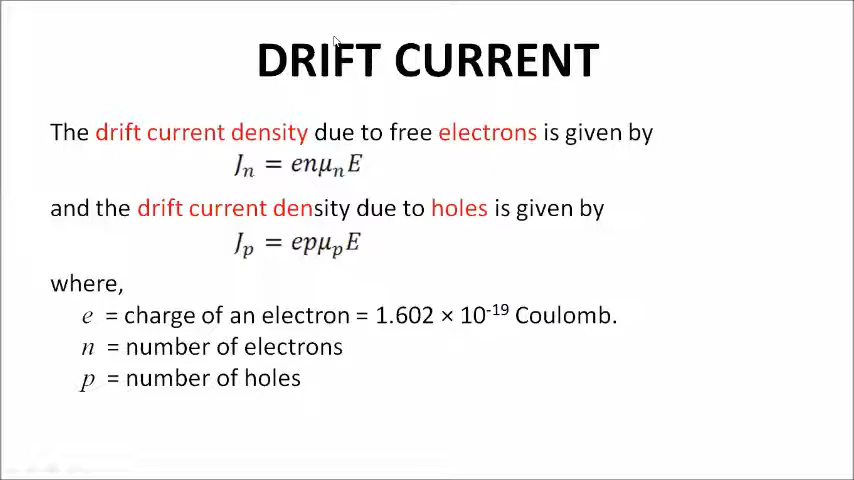 DRIFT CURRENT
The drift current density due to free electrons is given by
Jₙ = enμₙE
and the drift current density due to holes is given by
Jₚ = epμₚE
where,
e = charge of an electron = 1.602 × 10⁻¹⁹ Coulomb.
n = number of electrons
p = number of holes